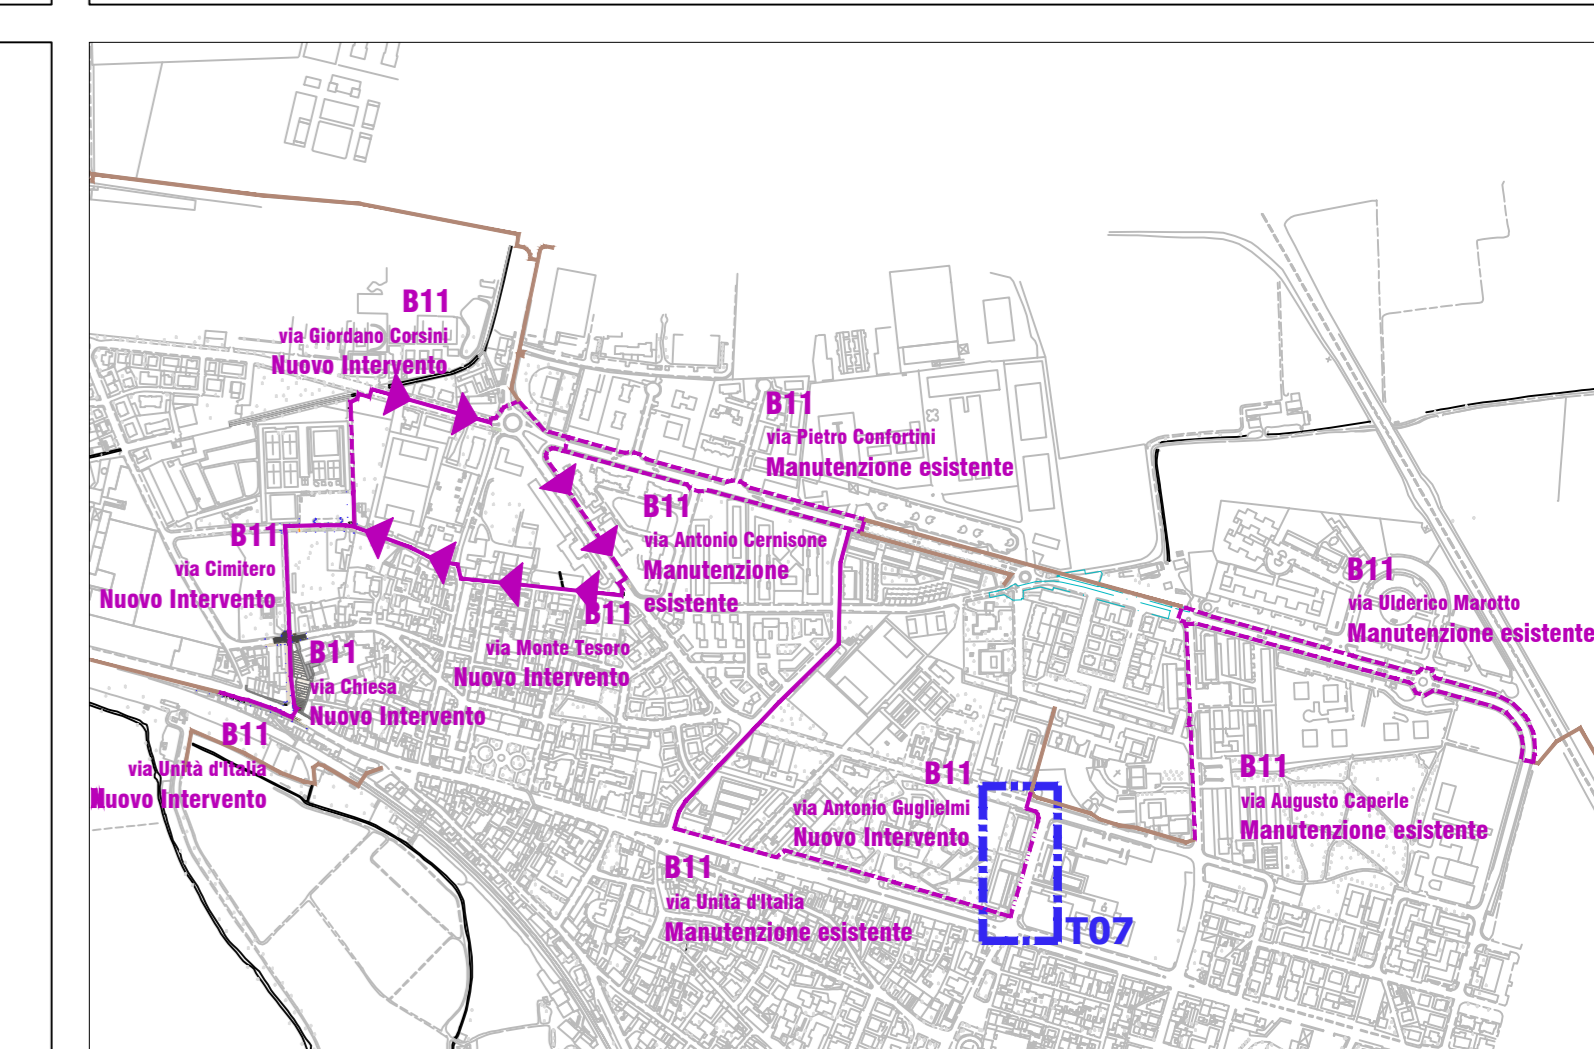 B11
via Giordano Corsini
Nuovo Intervento
B11
via Pietro Confortini
Manutenzione esistente
B11
via Antonio Cernisone
Manutenzione
esistente
B11
via Cimitero
Nuovo Intervento
B11
via Ulderico Marotto
Manutenzione esistente
B11
via Monte Tesoro
Nuovo Intervento
B11
via Chiesa
Nuovo Intervento
B11
via Unità d'Italia
Nuovo Intervento
B11
via Antonio Guglielmi
Nuovo Intervento
B11
via Augusto Caperle
Manutenzione esistente
B11
via Unità d'Italia
Manutenzione esistente
T07